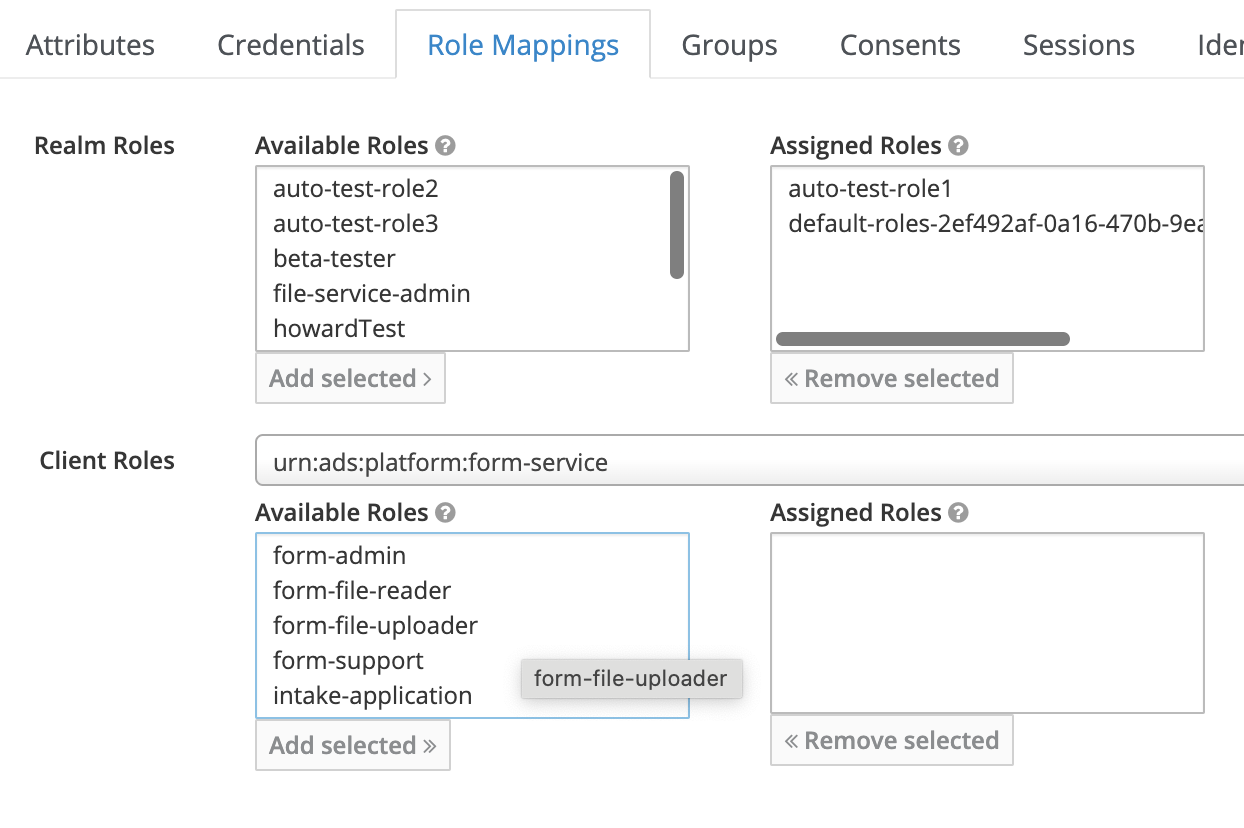 Attributes Credentials Role Mappings Groups Consents Sessions Ider
Realm Roles
Available Roles
auto-test-role2
auto-test-role3
beta-tester
file-service-admin
howardTest
Add selected ›
Assigned Roles
auto-test-role1
default-roles-2ef492af-0a16-470b-9ea
« Remove selected
Client Roles
urn:ads:platform:form-service
Available Roles
form-admin
form-file-reader
form-file-uploader
form-support
intake-application
form-file-uploader
Add selected »
Assigned Roles
« Remove selected